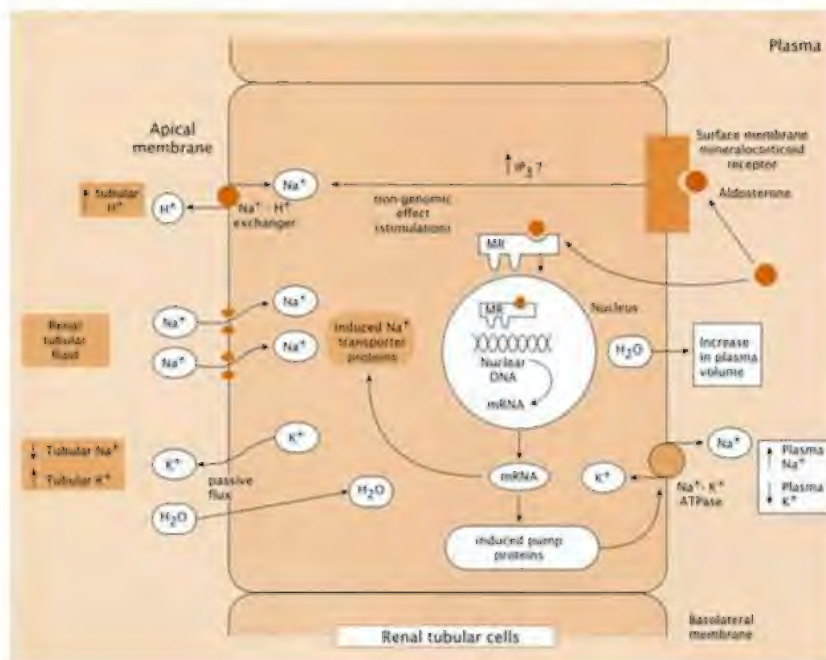 Plasma
Apical
membrane
Surface membrane
mineralocorticoid
receptor
Aldosterone
↑ IP3 ?
↑ tubular
H+
H+
Na+
Na+ - H+
exchanger
non-genomic
effect
(stimulations)
MR
Nucleus
MR
Nuclear
DNA
mRNA
Renal
tubular
fluid
Na+
Na+
Na+
Na+
Induced Na+
transporter
proteins
H2O
Increase
in plasma
volume
↓ Tubular Na+
↑ Tubular K+
K+
K+
passive
flux
H2O
H2O
mRNA
K+
Na+
Na+- K+
ATPase
↑ Plasma
Na+
↓ Plasma
K+
induced pump
proteins
Renal tubular cells
Basolateral
membrane